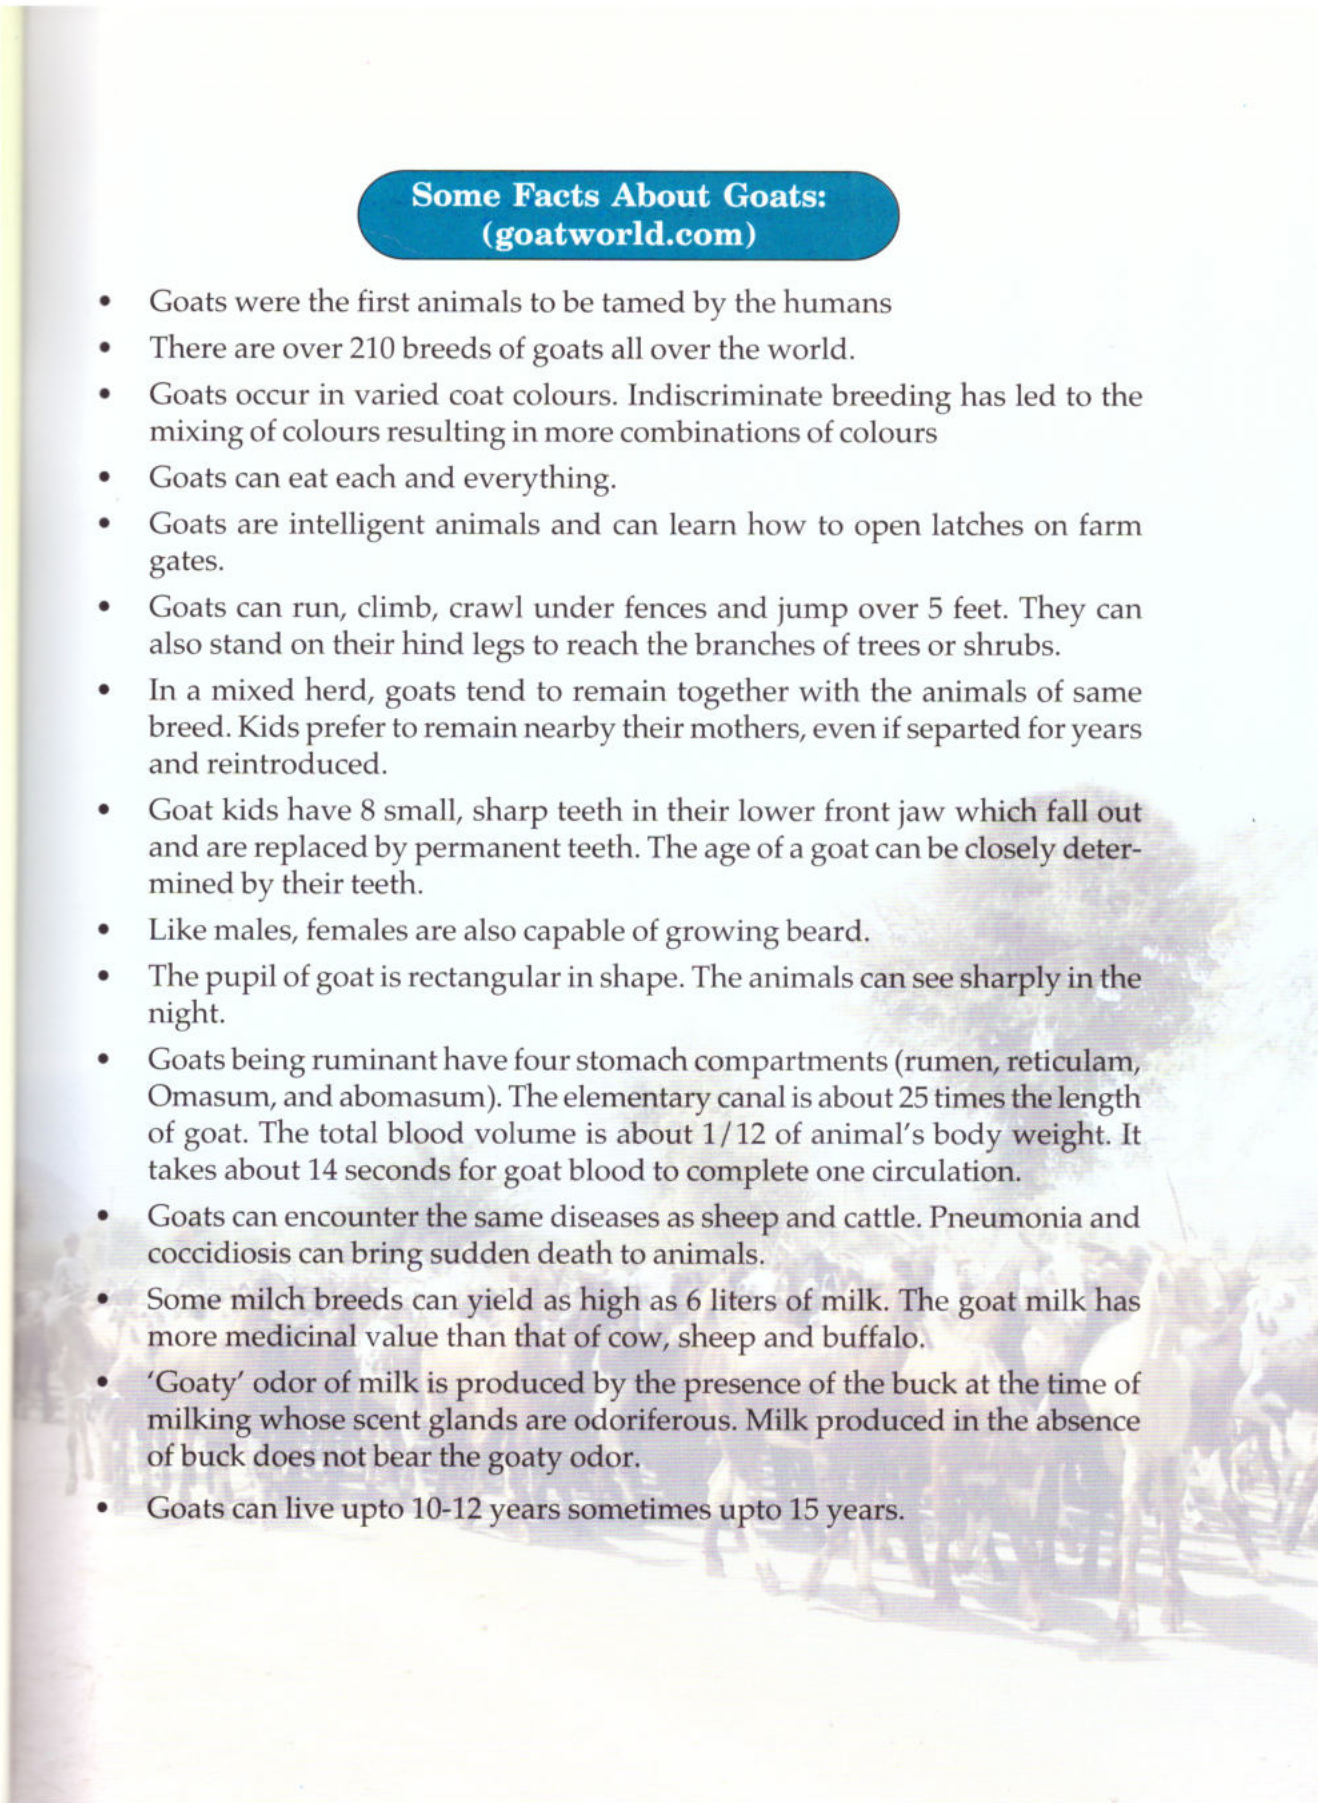 Some Facts About Goats:
(goatworld.com)
• Goats were the first animals to be tamed by the humans
• There are over 210 breeds of goats all over the world.
• Goats occur in varied coat colours. Indiscriminate breeding has led to the
mixing of colours resulting in more combinations of colours
• Goats can eat each and everything.
• Goats are intelligent animals and can learn how to open latches on farm
gates.
• Goats can run, climb, crawl under fences and jump over 5 feet. They can
also stand on their hind legs to reach the branches of trees or shrubs.
• In a mixed herd, goats tend to remain together with the animals of same
breed. Kids prefer to remain nearby their mothers, even if separted for years
and reintroduced.
• Goat kids have 8 small, sharp teeth in their lower front jaw which fall out
and are replaced by permanent teeth. The age of a goat can be closely deter-
mined by their teeth.
• Like males, females are also capable of growing beard.
• The pupil of goat is rectangular in shape. The animals can see sharply in the
night.
• Goats being ruminant have four stomach compartments (rumen, reticulam,
Omasum, and abomasum). The elementary canal is about 25 times the length
of goat. The total blood volume is about 1/12 of animal's body weight. It
takes about 14 seconds for goat blood to complete one circulation.
• Goats can encounter the same diseases as sheep and cattle. Pneumonia and
coccidiosis can bring sudden death to animals.
• Some milch breeds can yield as high as 6 liters of milk. The goat milk has
more medicinal value than that of cow, sheep and buffalo.
• 'Goaty' odor of milk is produced by the presence of the buck at the time of
milking whose scent glands are odoriferous. Milk produced in the absence
of buck does not bear the goaty odor.
• Goats can live upto 10-12 years sometimes upto 15 years.